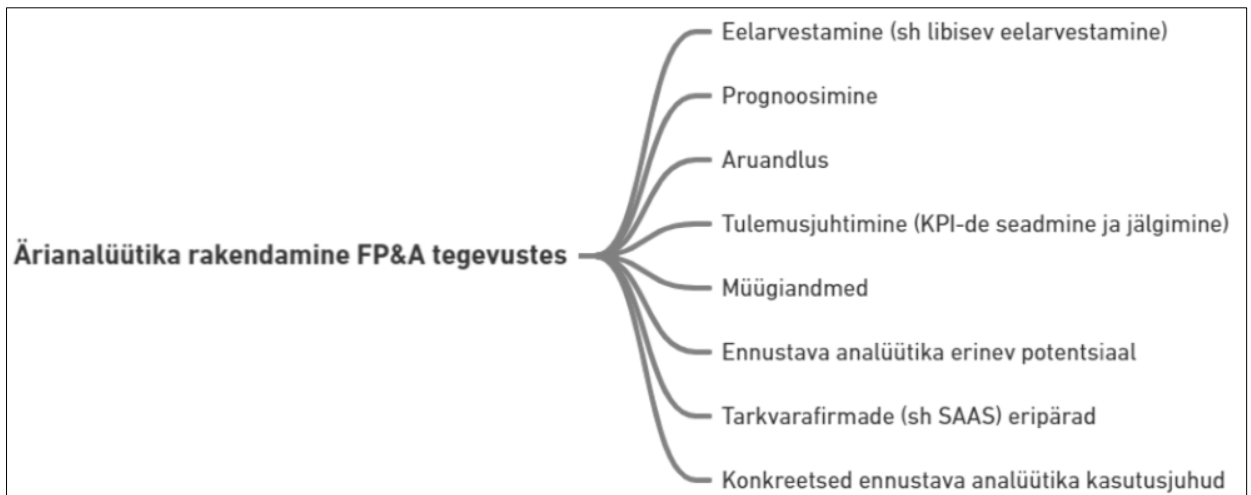 Eelarvestamine (sh libisev eelarvestamine)
Prognoosimine
Aruandlus
Tulemusjuhtimine (KPI-de seadmine ja jälgimine)
Ärianalüütika rakendamine FP&A tegevustes
Müügiandmed
Ennustava analüütika erinev potentsiaal
Tarkvarafirmade (sh SAAS) eripärad
Konkreetsed ennustava analüütika kasutusjuhud